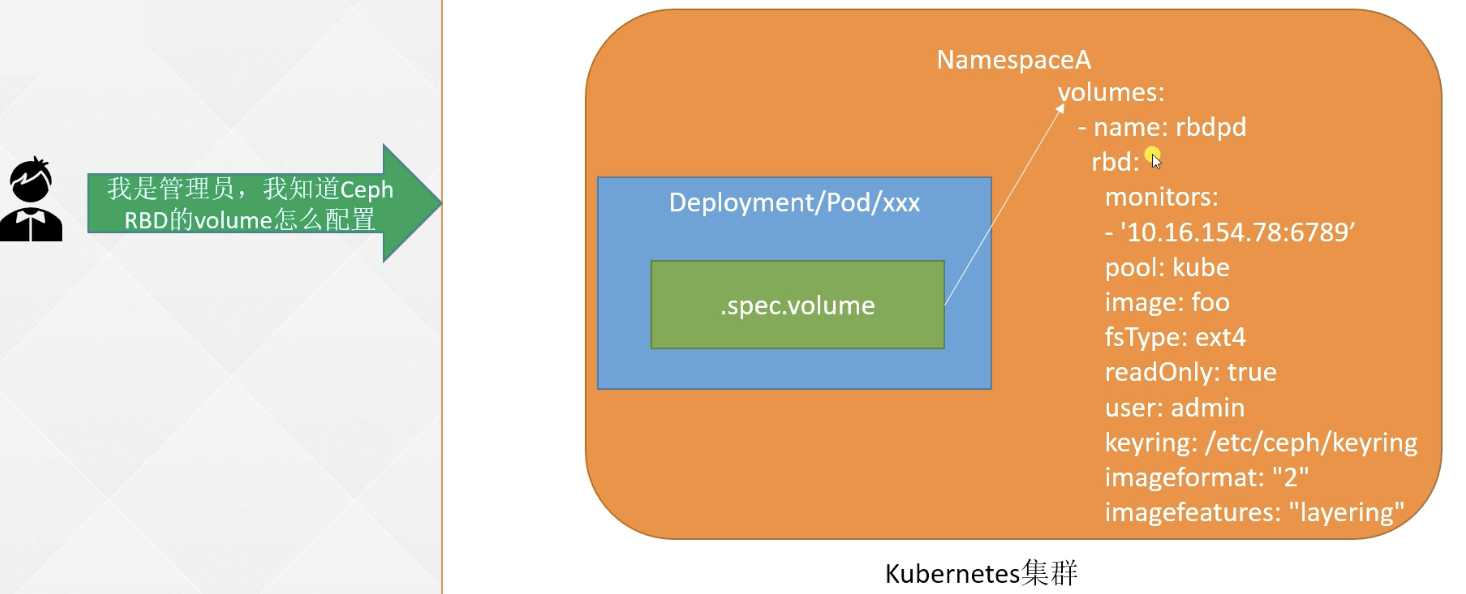 我是管理员，我知道Ceph
RBD的volume怎么配置
NamespaceA
volumes:
- name: rbdpd
rbd:
monitors:
- '10.16.154.78:6789’
pool: kube
image: foo
fsType: ext4
readOnly: true
user: admin
keyring: /etc/ceph/keyring
imageformat: "2"
imagefeatures: "layering"
Deployment/Pod/xxx
.spec.volume
Kubernetes集群